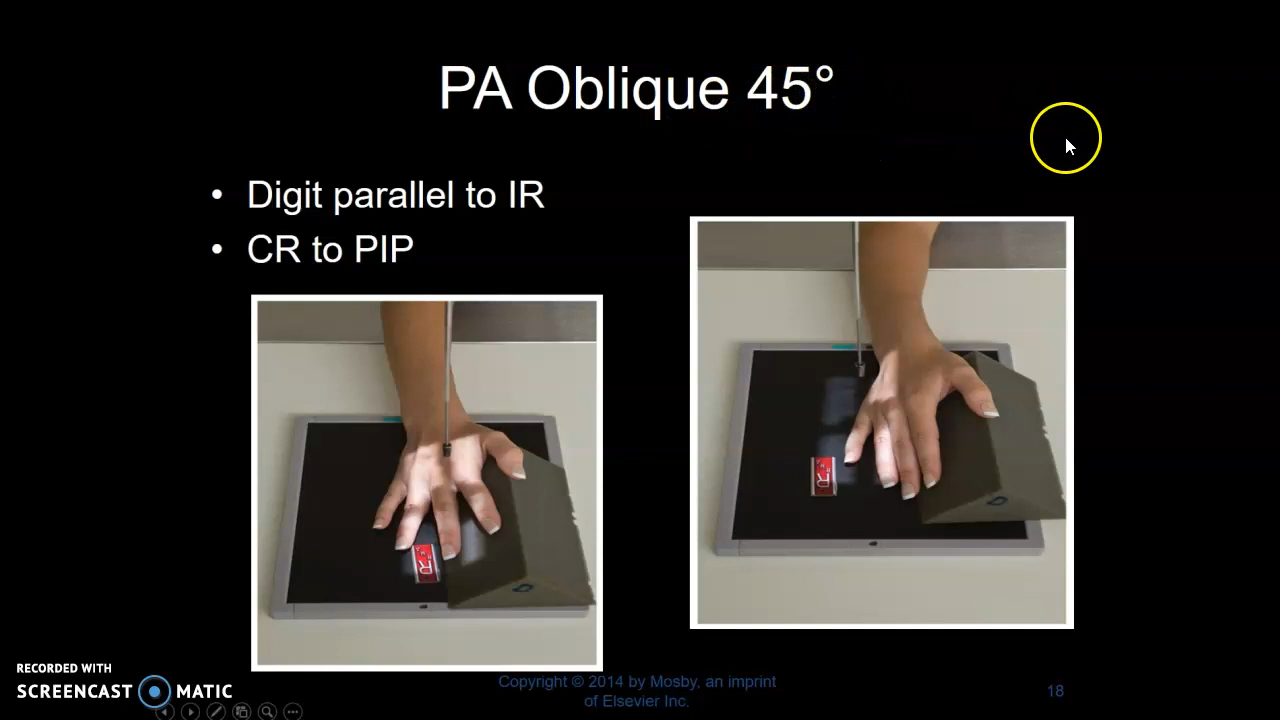 PA Oblique 45°
• Digit parallel to IR
• CR to PIP
RECORDED WITH
SCREENCAST MATIC
Copyright © 2014 by Mosby, an imprint
of Elsevier Inc.
18